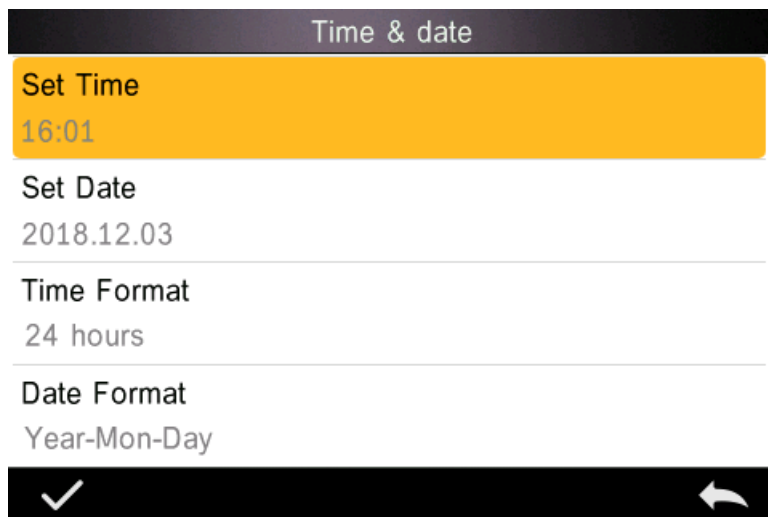 Time & date
Set Time
16:01
Set Date
2018.12.03
Time Format
24 hours
Date Format
Year-Mon-Day